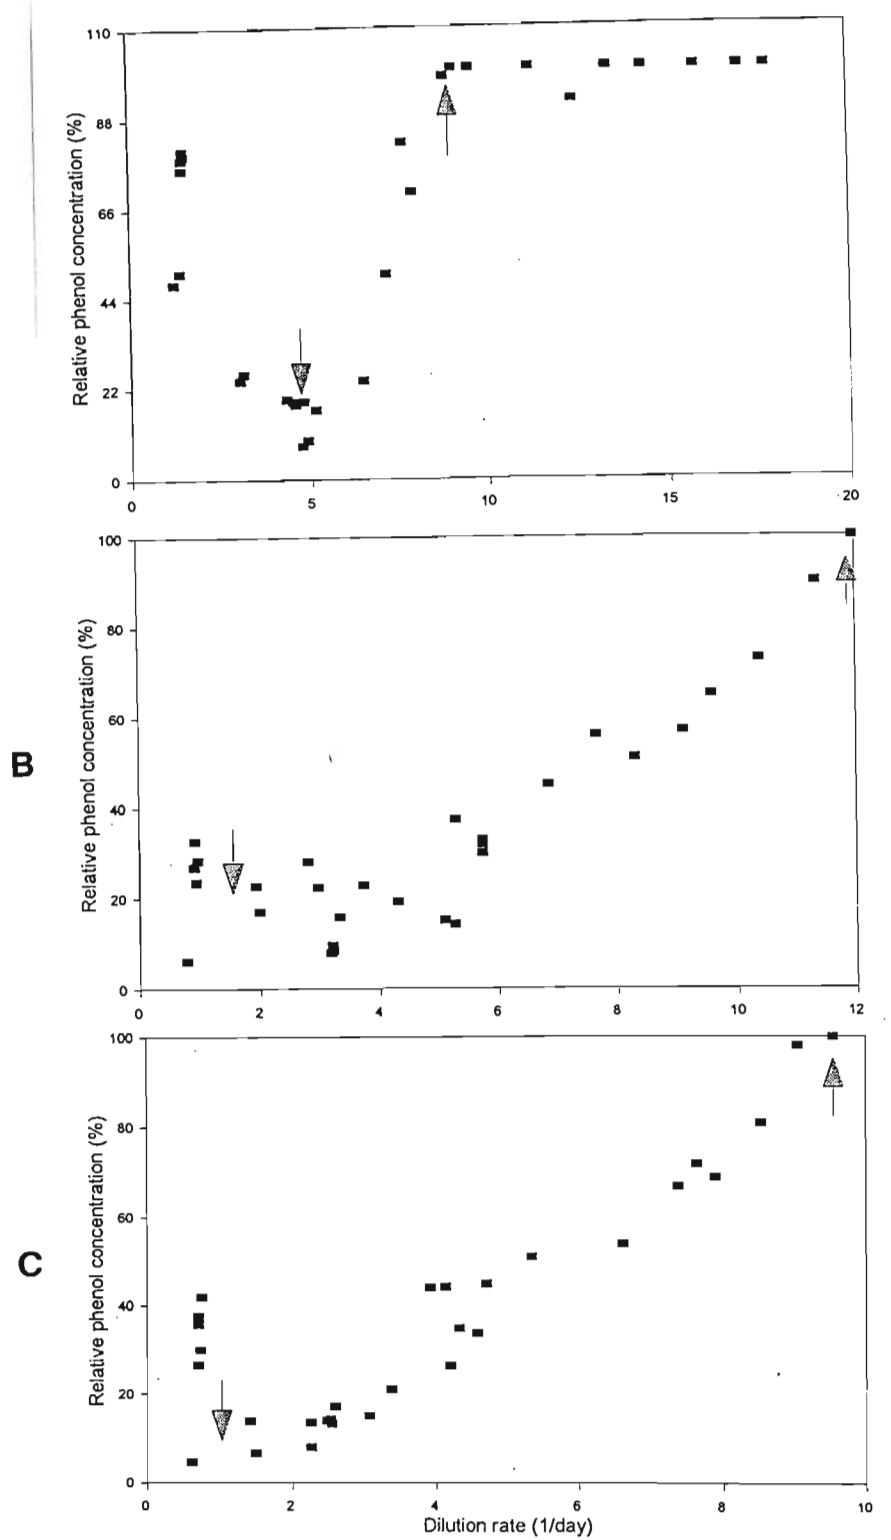 110
88
66
44
22
0
Relative phenol concentration (%)
0 5 10 15 20
B
100
80
60
40
20
0
Relative phenol concentration (%)
0 2 4 6 8 10 12
C
100
80
60
40
20
0
Relative phenol concentration (%)
0 2 4 6 8 10
Dilution rate (1/day)